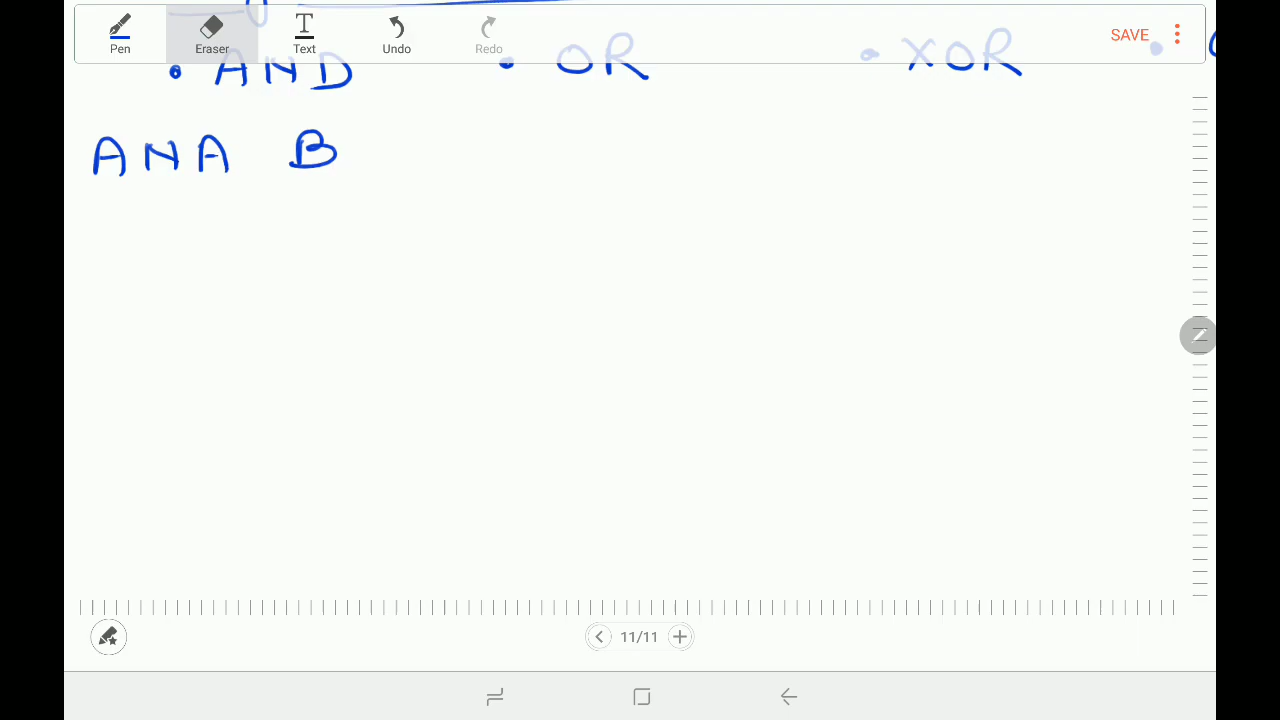 Pen Eraser Text Undo Redo SAVE
• AND • OR • XOR •
ANA B
11/11